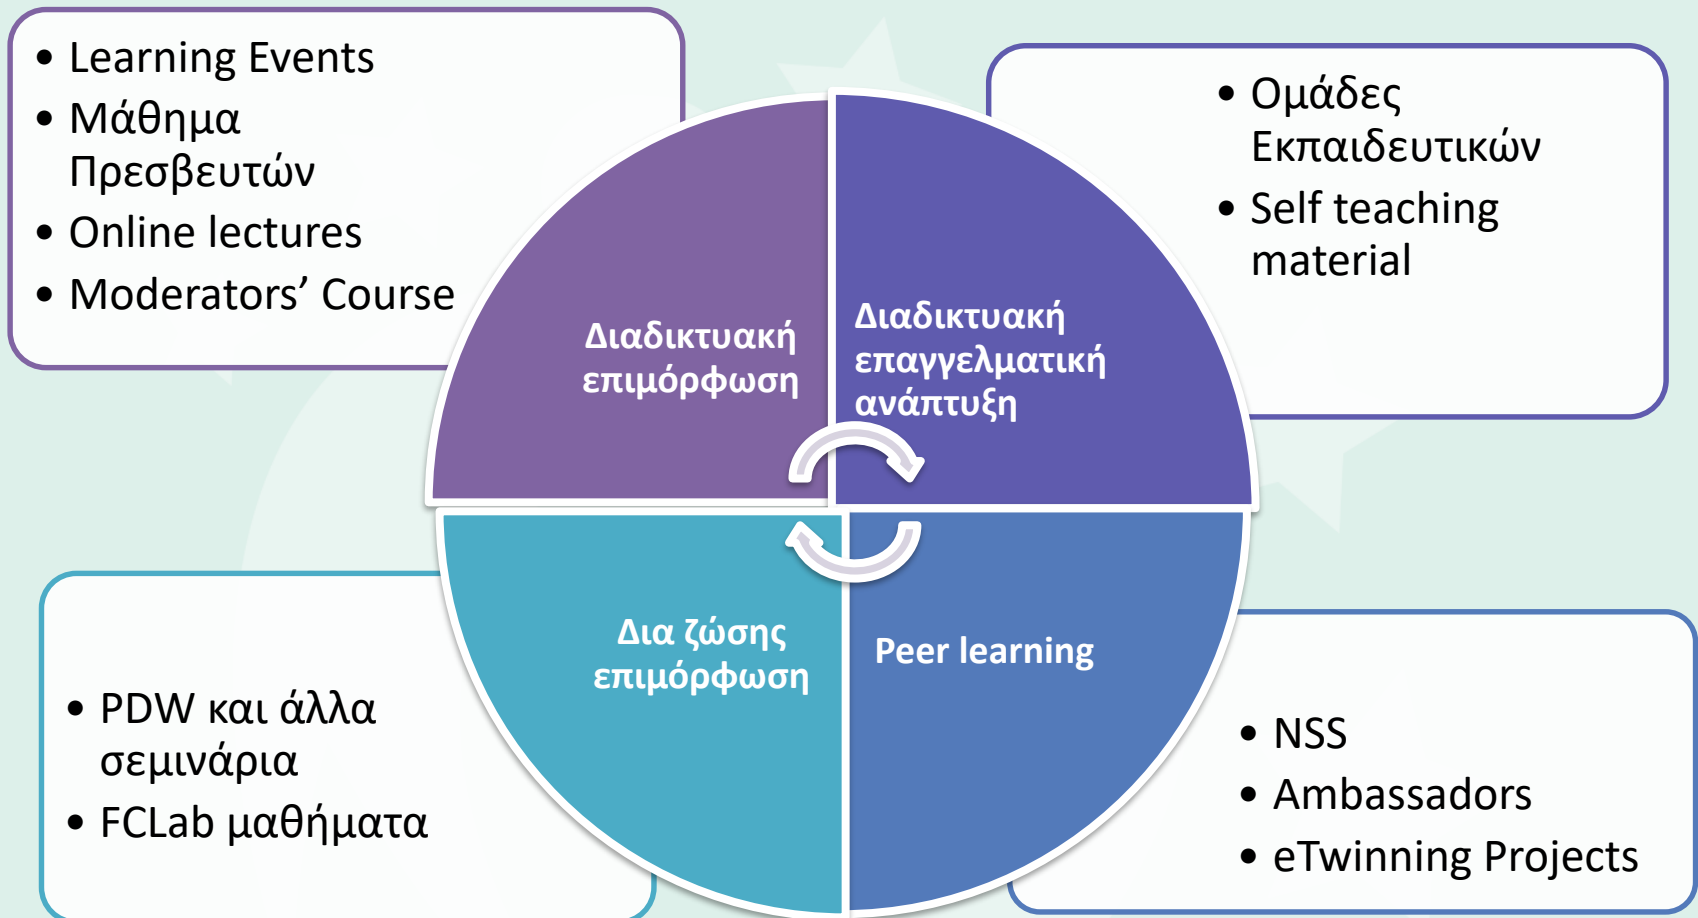 • Learning Events
• Μάθημα
Πρεσβευτών
• Online lectures
• Moderators’ Course
• Ομάδες
Εκπαιδευτικών
• Self teaching
material
Διαδικτυακή
επιμόρφωση
Διαδικτυακή
επαγγελματική
ανάπτυξη
Δια ζώσης
επιμόρφωση
Peer learning
• PDW και άλλα
σεμινάρια
• FCLab μαθήματα
• NSS
• Ambassadors
• eTwinning Projects